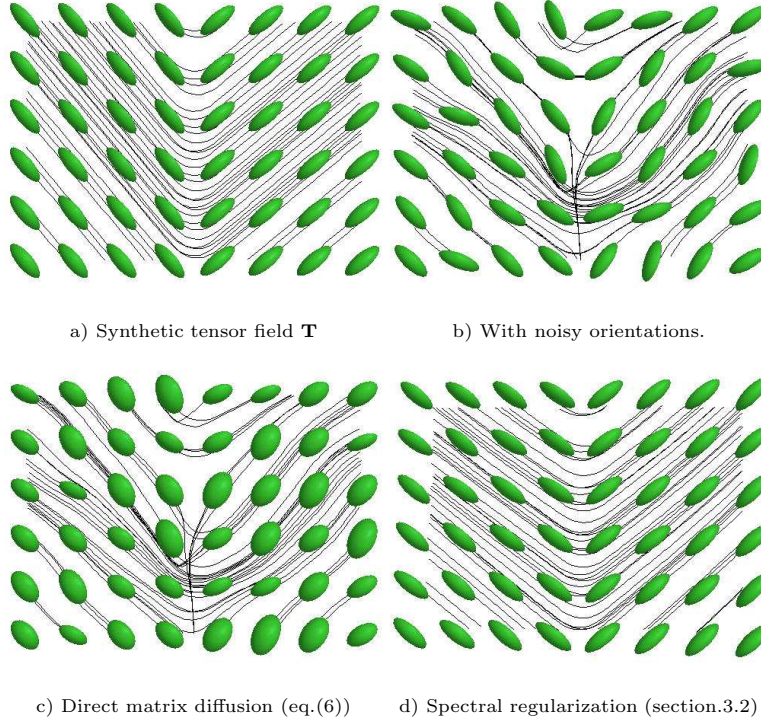 a) Synthetic tensor field T
b) With noisy orientations.
c) Direct matrix diffusion (eq.(6))
d) Spectral regularization (section.3.2)